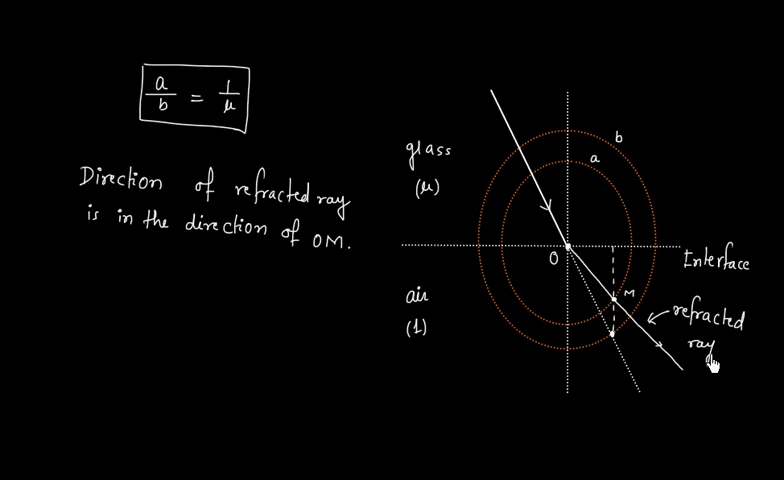 a/b = 1/μ
Direction of refracted ray
is in the direction of OM.
glass
(μ)
b
a
O
Interface
M
air
(1)
refracted
ray